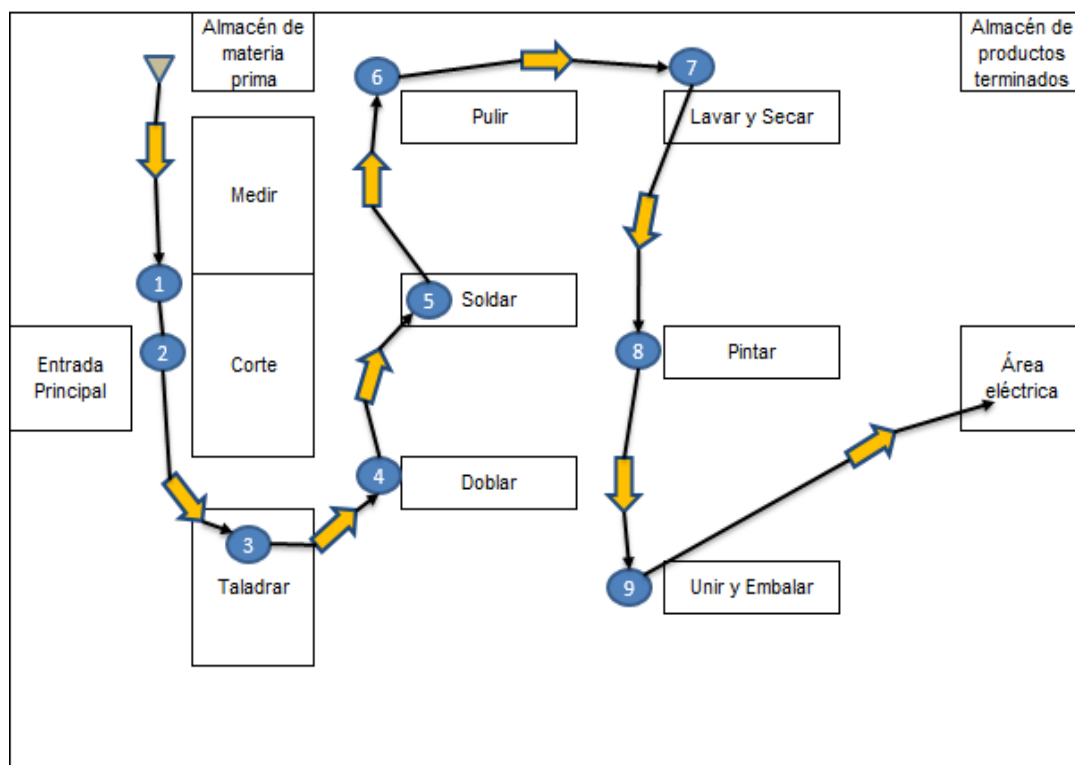 Almacén de
materia
prima
Almacén de
productos
terminados
6
7
Pulir
Lavar y Secar
Medir
1
5
Soldar
2
Corte
8
Pintar
Entrada
Principal
Área
eléctrica
4
Doblar
3
Taladrar
9
Unir y Embalar